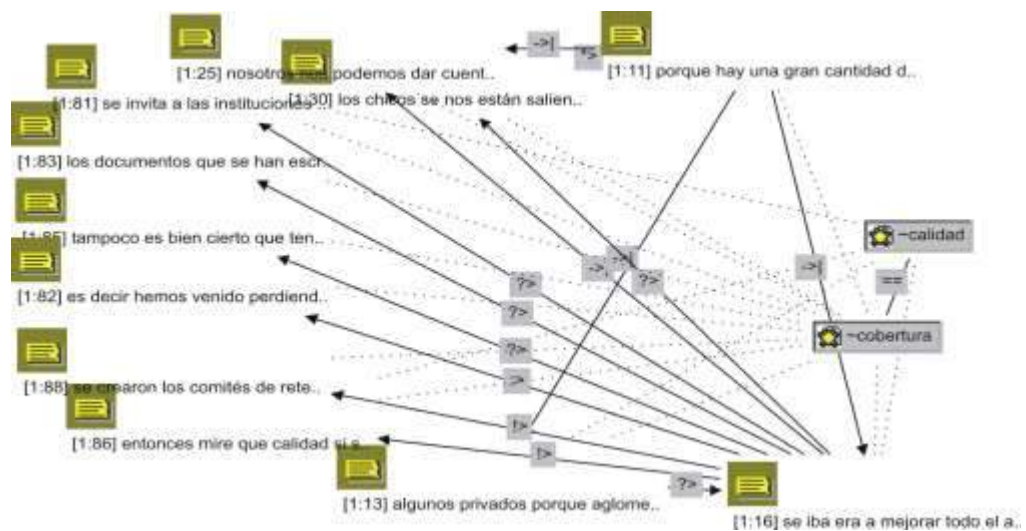 [1:25] nosotros nos podemos dar cuent..
[1:11] porque hay una gran cantidad d..
[1:81] se invita a las instituciones ..
[1:30] los chicos se nos están salien..
[1:83] los documentos que se han escr..
[1:85] tampoco es bien cierto que ten..
[1:82] es decir hemos venido perdiend..
[1:88] se crearon los comités de rete..
[1:86] entonces mire que calidad si s..
[1:13] algunos privados porque aglome..
[1:16] se iba era a mejorar todo el a..
~calidad
~cobertura
->|
*>
->|
?>
->|
==
?>
?>
?>
>
!>
!>
?>